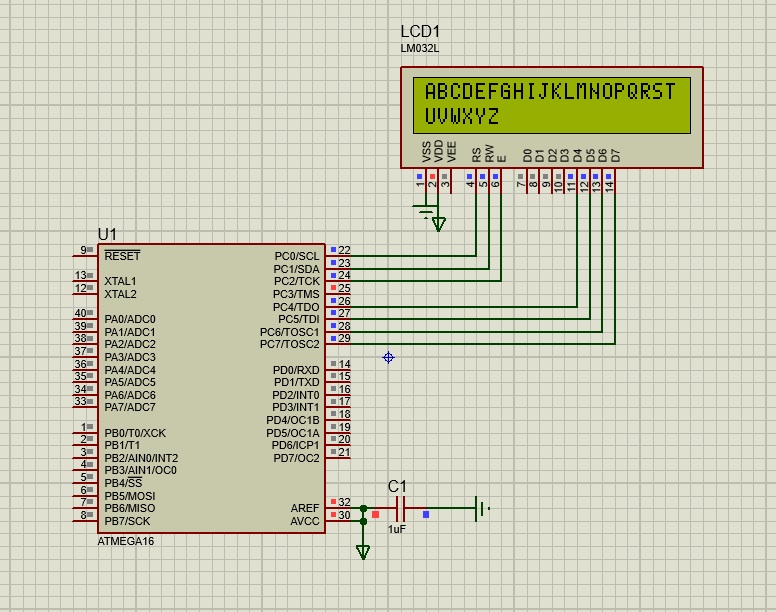 LCD1
LM032L
ABCDEFGHIJKLMNOPQRST
UVWXYZ
VSS VDD VEE RS RW E D0 D1 D2 D3 D4 D5 D6 D7
1 2 3 4 5 6 7 8 9 10 11 12 13 14
U1
9 RESET PC0/SCL 22
PC1/SDA 23
13 XTAL1 PC2/TCK 24
12 XTAL2 PC3/TMS 25
PC4/TDO 26
40 PA0/ADC0 PC5/TDI 27
39 PA1/ADC1 PC6/TOSC1 28
38 PA2/ADC2 PC7/TOSC2 29
37 PA3/ADC3
36 PA4/ADC4 PD0/RXD 14
35 PA5/ADC5 PD1/TXD 15
34 PA6/ADC6 PD2/INT0 16
33 PA7/ADC7 PD3/INT1 17
PD4/OC1B 18
1 PB0/T0/XCK PD5/OC1A 19
2 PB1/T1 PD6/ICP1 20
3 PB2/AIN0/INT2 PD7/OC2 21
4 PB3/AIN1/OC0
5 PB4/SS
6 PB5/MOSI
7 PB6/MISO AREF 32
8 PB7/SCK AVCC 30
ATMEGA16
C1
1uF